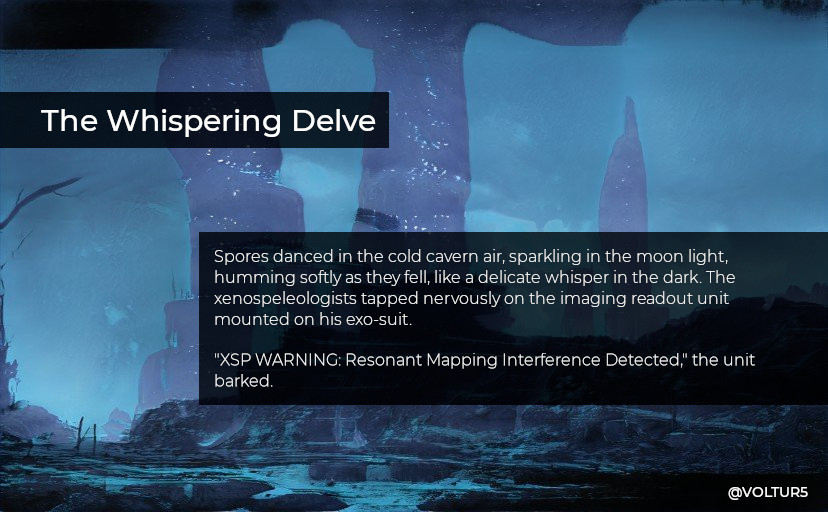 The Whispering Delve
Spores danced in the cold cavern air, sparkling in the moon light,
humming softly as they fell, like a delicate whisper in the dark. The
xenospeleologists tapped nervously on the imaging readout unit
mounted on his exo-suit.
"XSP WARNING: Resonant Mapping Interference Detected," the unit
barked.
@VOLTUR5